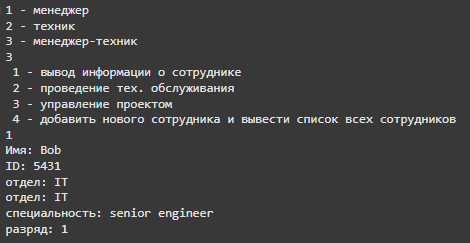 1 - менеджер
2 - техник
3 - менеджер-техник
3
1 - вывод информации о сотруднике
2 - проведение тех. обслуживания
3 - управление проектом
4 - добавить нового сотрудника и вывести список всех сотрудников
1
Имя: Bob
ID: 5431
отдел: IT
отдел: IT
специальность: senior engineer
разряд: 1